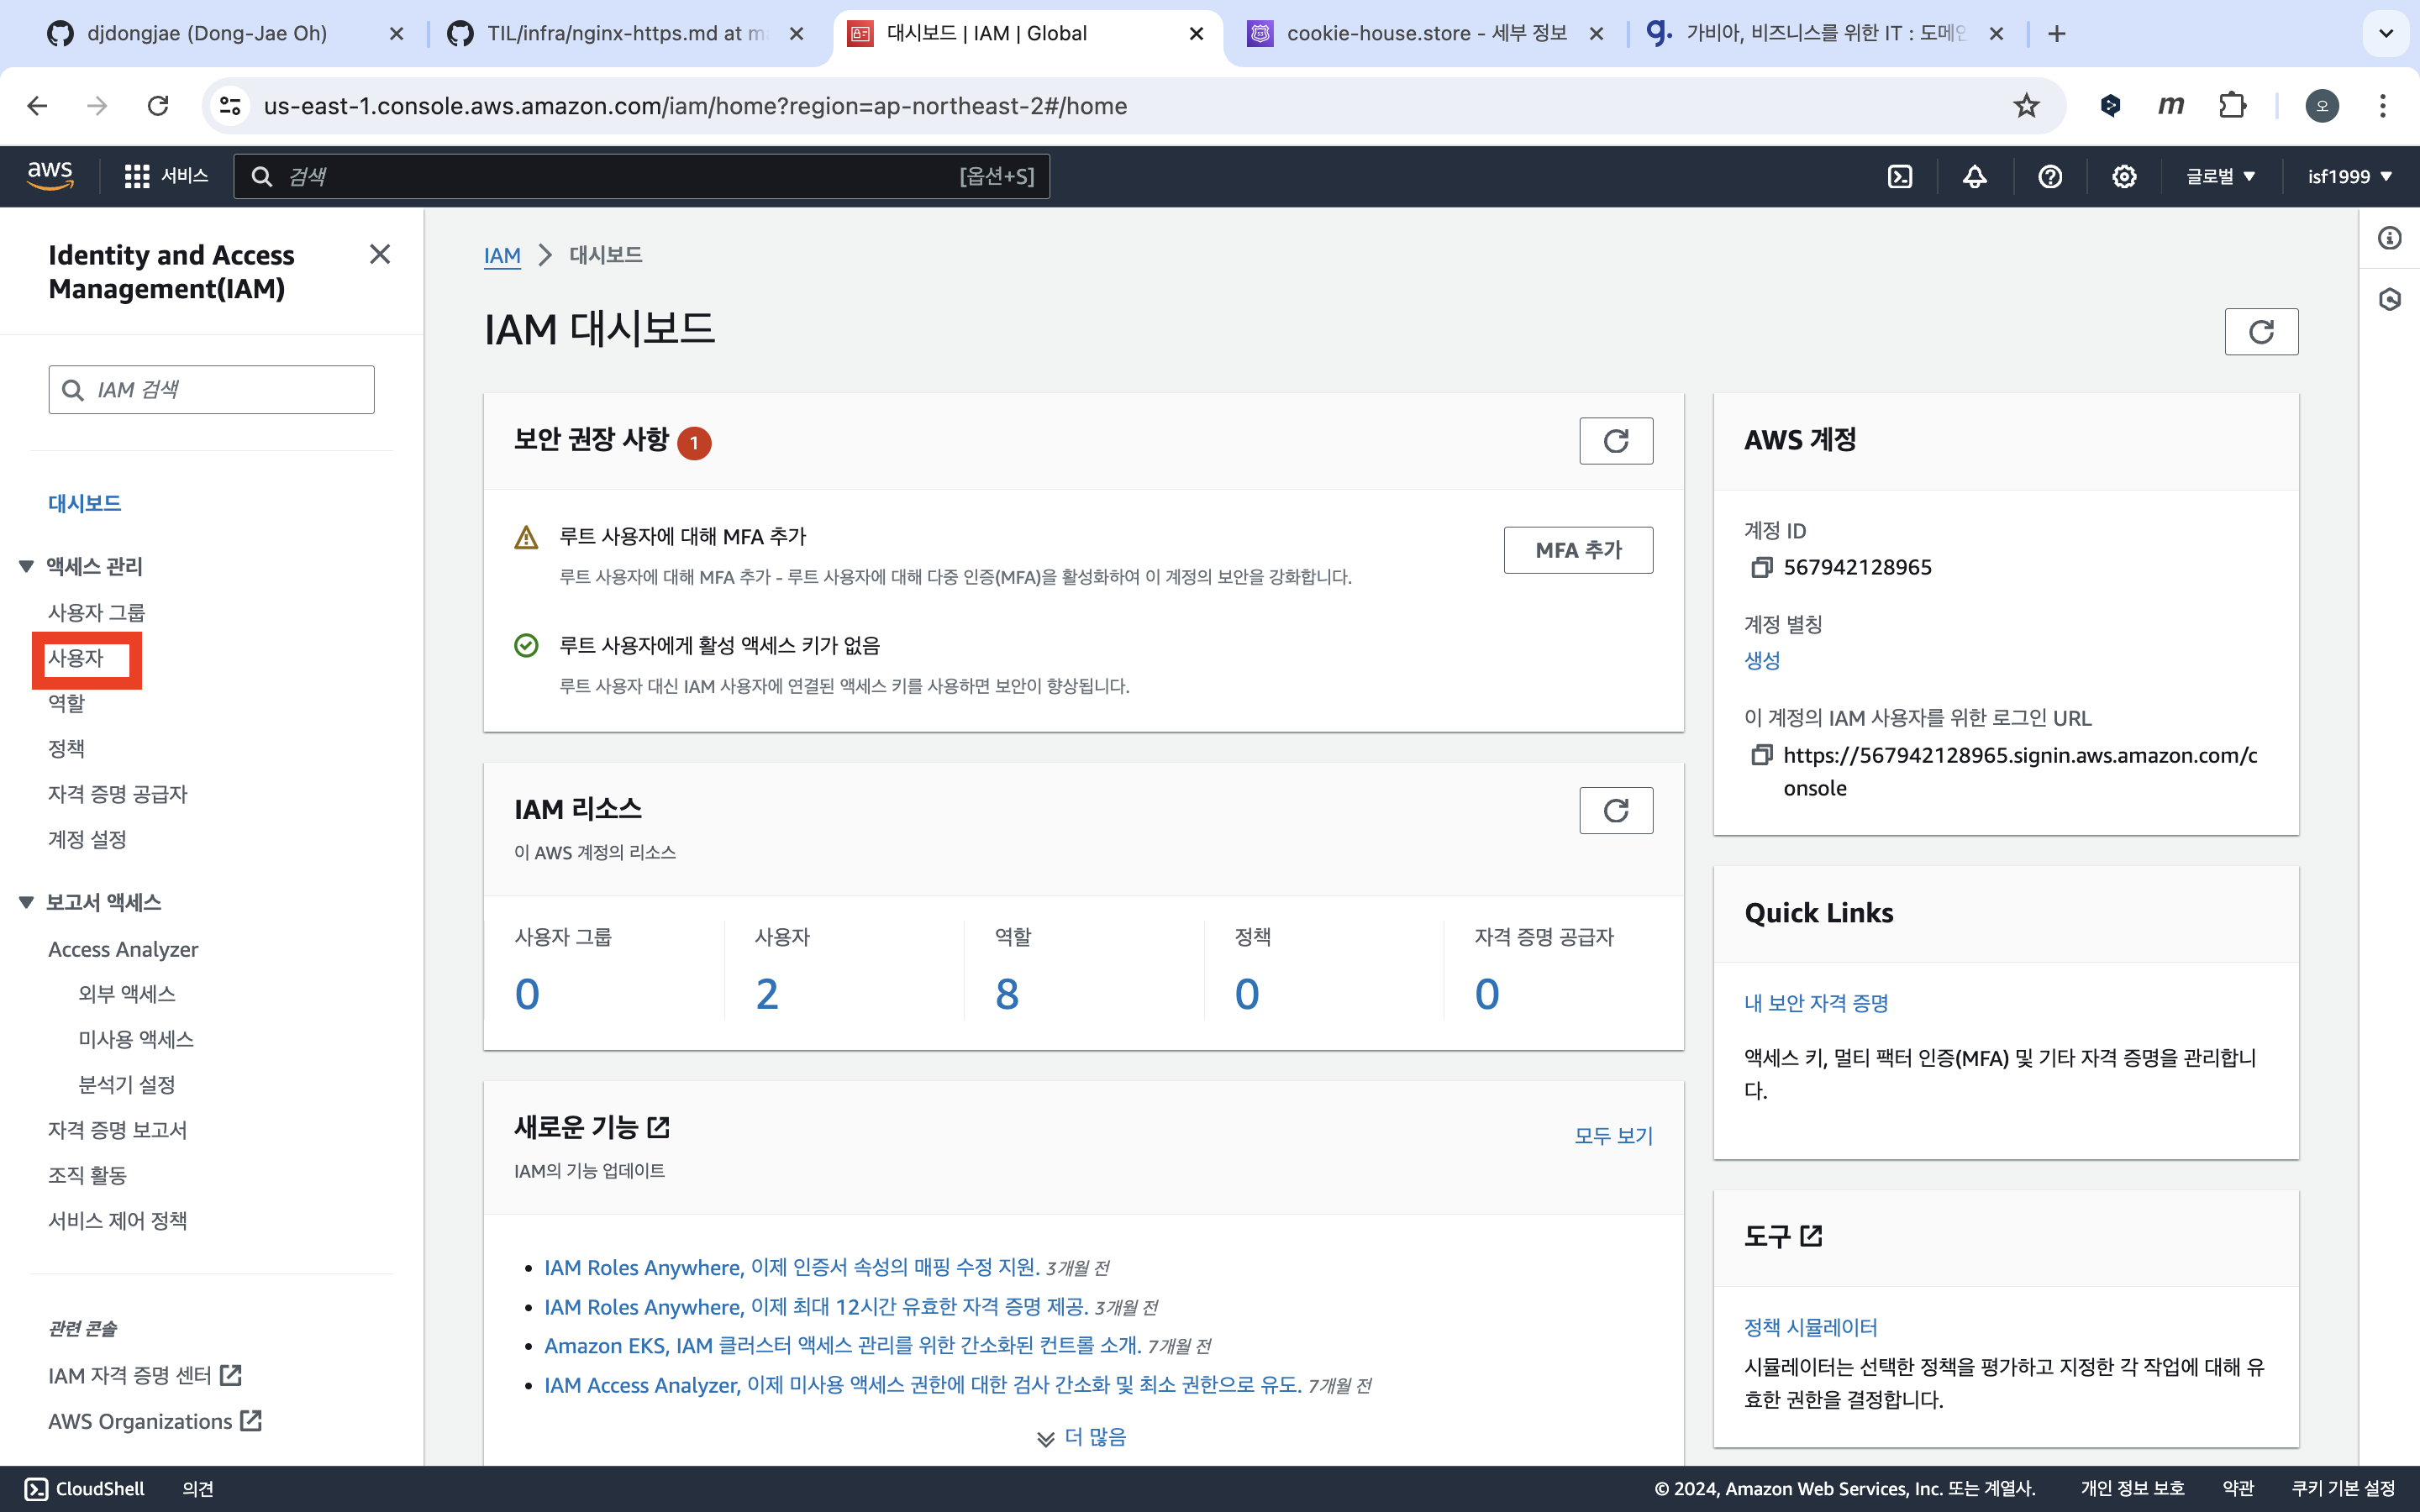 djdongjae (Dong-Jae Oh)
TIL/infra/nginx-https.md at m
대시보드 | IAM | Global
cookie-house.store - 세부 정보
가비아, 비즈니스를 위한 IT : 도메인
us-east-1.console.aws.amazon.com/iam/home?region=ap-northeast-2#/home
m
오
aws
서비스
검색
[옵션+S]
글로벌
isf1999
Identity and Access
Management(IAM)
IAM 검색
대시보드
액세스 관리
사용자 그룹
사용자
역할
정책
자격 증명 공급자
계정 설정
보고서 액세스
Access Analyzer
외부 액세스
미사용 액세스
분석기 설정
자격 증명 보고서
조직 활동
서비스 제어 정책
관련 콘솔
IAM 자격 증명 센터
AWS Organizations
IAM > 대시보드
IAM 대시보드
보안 권장 사항 1
루트 사용자에 대해 MFA 추가
루트 사용자에 대해 MFA 추가 - 루트 사용자에 대해 다중 인증(MFA)을 활성화하여 이 계정의 보안을 강화합니다.
MFA 추가
루트 사용자에게 활성 액세스 키가 없음
루트 사용자 대신 IAM 사용자에 연결된 액세스 키를 사용하면 보안이 향상됩니다.
IAM 리소스
이 AWS 계정의 리소스
사용자 그룹
0
사용자
2
역할
8
정책
0
자격 증명 공급자
0
새로운 기능
IAM의 기능 업데이트
모두 보기
IAM Roles Anywhere, 이제 인증서 속성의 매핑 수정 지원. 3개월 전
IAM Roles Anywhere, 이제 최대 12시간 유효한 자격 증명 제공. 3개월 전
Amazon EKS, IAM 클러스터 액세스 관리를 위한 간소화된 컨트롤 소개. 7개월 전
IAM Access Analyzer, 이제 미사용 액세스 권한에 대한 검사 간소화 및 최소 권한으로 유도. 7개월 전
더 많음
AWS 계정
계정 ID
567942128965
계정 별칭
생성
이 계정의 IAM 사용자를 위한 로그인 URL
https://567942128965.signin.aws.amazon.com/c
onsole
Quick Links
내 보안 자격 증명
액세스 키, 멀티 팩터 인증(MFA) 및 기타 자격 증명을 관리합니
다.
도구
정책 시뮬레이터
시뮬레이터는 선택한 정책을 평가하고 지정한 각 작업에 대해 유
효한 권한을 결정합니다.
CloudShell
의견
© 2024, Amazon Web Services, Inc. 또는 계열사.
개인 정보 보호
약관
쿠키 기본 설정